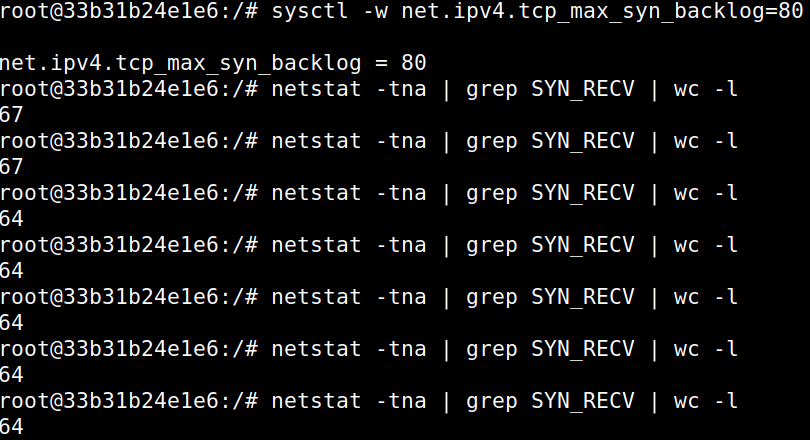 root@33b31b24e1e6:/# sysctl -w net.ipv4.tcp_max_syn_backlog=80
net.ipv4.tcp_max_syn_backlog = 80
root@33b31b24e1e6:/# netstat -tna | grep SYN_RECV | wc -l
67
root@33b31b24e1e6:/# netstat -tna | grep SYN_RECV | wc -l
67
root@33b31b24e1e6:/# netstat -tna | grep SYN_RECV | wc -l
64
root@33b31b24e1e6:/# netstat -tna | grep SYN_RECV | wc -l
64
root@33b31b24e1e6:/# netstat -tna | grep SYN_RECV | wc -l
64
root@33b31b24e1e6:/# netstat -tna | grep SYN_RECV | wc -l
64
root@33b31b24e1e6:/# netstat -tna | grep SYN_RECV | wc -l
64